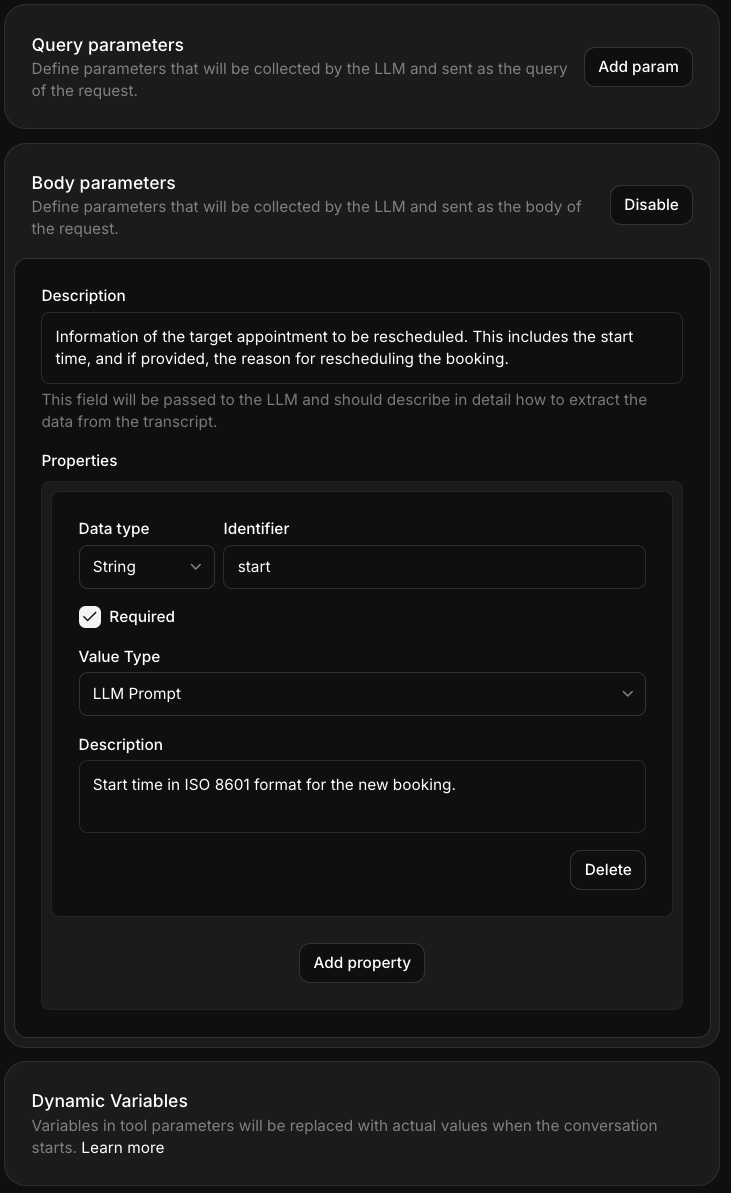 Query parameters
Define parameters that will be collected by the LLM and sent as the query
of the request.
Add param
Body parameters
Define parameters that will be collected by the LLM and sent as the body of
the request.
Disable
Description
Information of the target appointment to be rescheduled. This includes the start
time, and if provided, the reason for rescheduling the booking.
This field will be passed to the LLM and should describe in detail how to extract the
data from the transcript.
Properties
Data type
Identifier
String
start
Required
Value Type
LLM Prompt
Description
Start time in ISO 8601 format for the new booking.
Delete
Add property
Dynamic Variables
Variables in tool parameters will be replaced with actual values when the conversation
starts. Learn more